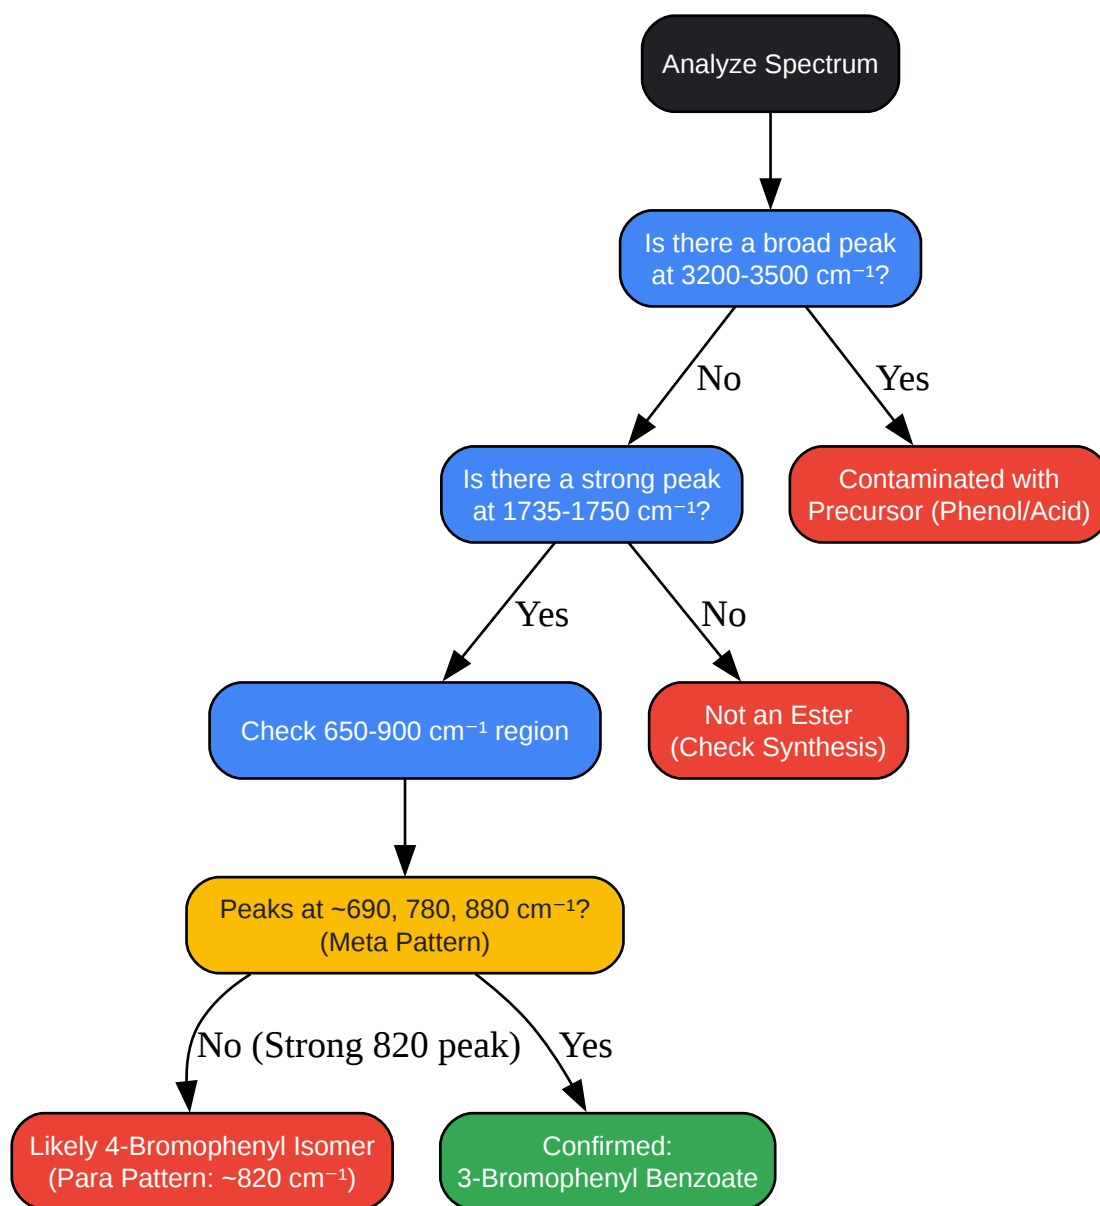 Analyze Spectrum
Is there a broad peak
at 3200-3500 cm⁻¹?
No
Yes
Is there a strong peak
at 1735-1750 cm⁻¹?
Contaminated with
Precursor (Phenol/Acid)
Yes
No
Check 650-900 cm⁻¹ region
Not an Ester
(Check Synthesis)
Peaks at ~690, 780, 880 cm⁻¹?
(Meta Pattern)
No (Strong 820 peak)
Yes
Likely 4-Bromophenyl Isomer
(Para Pattern: ~820 cm⁻¹)
Confirmed:
3-Bromophenyl Benzoate